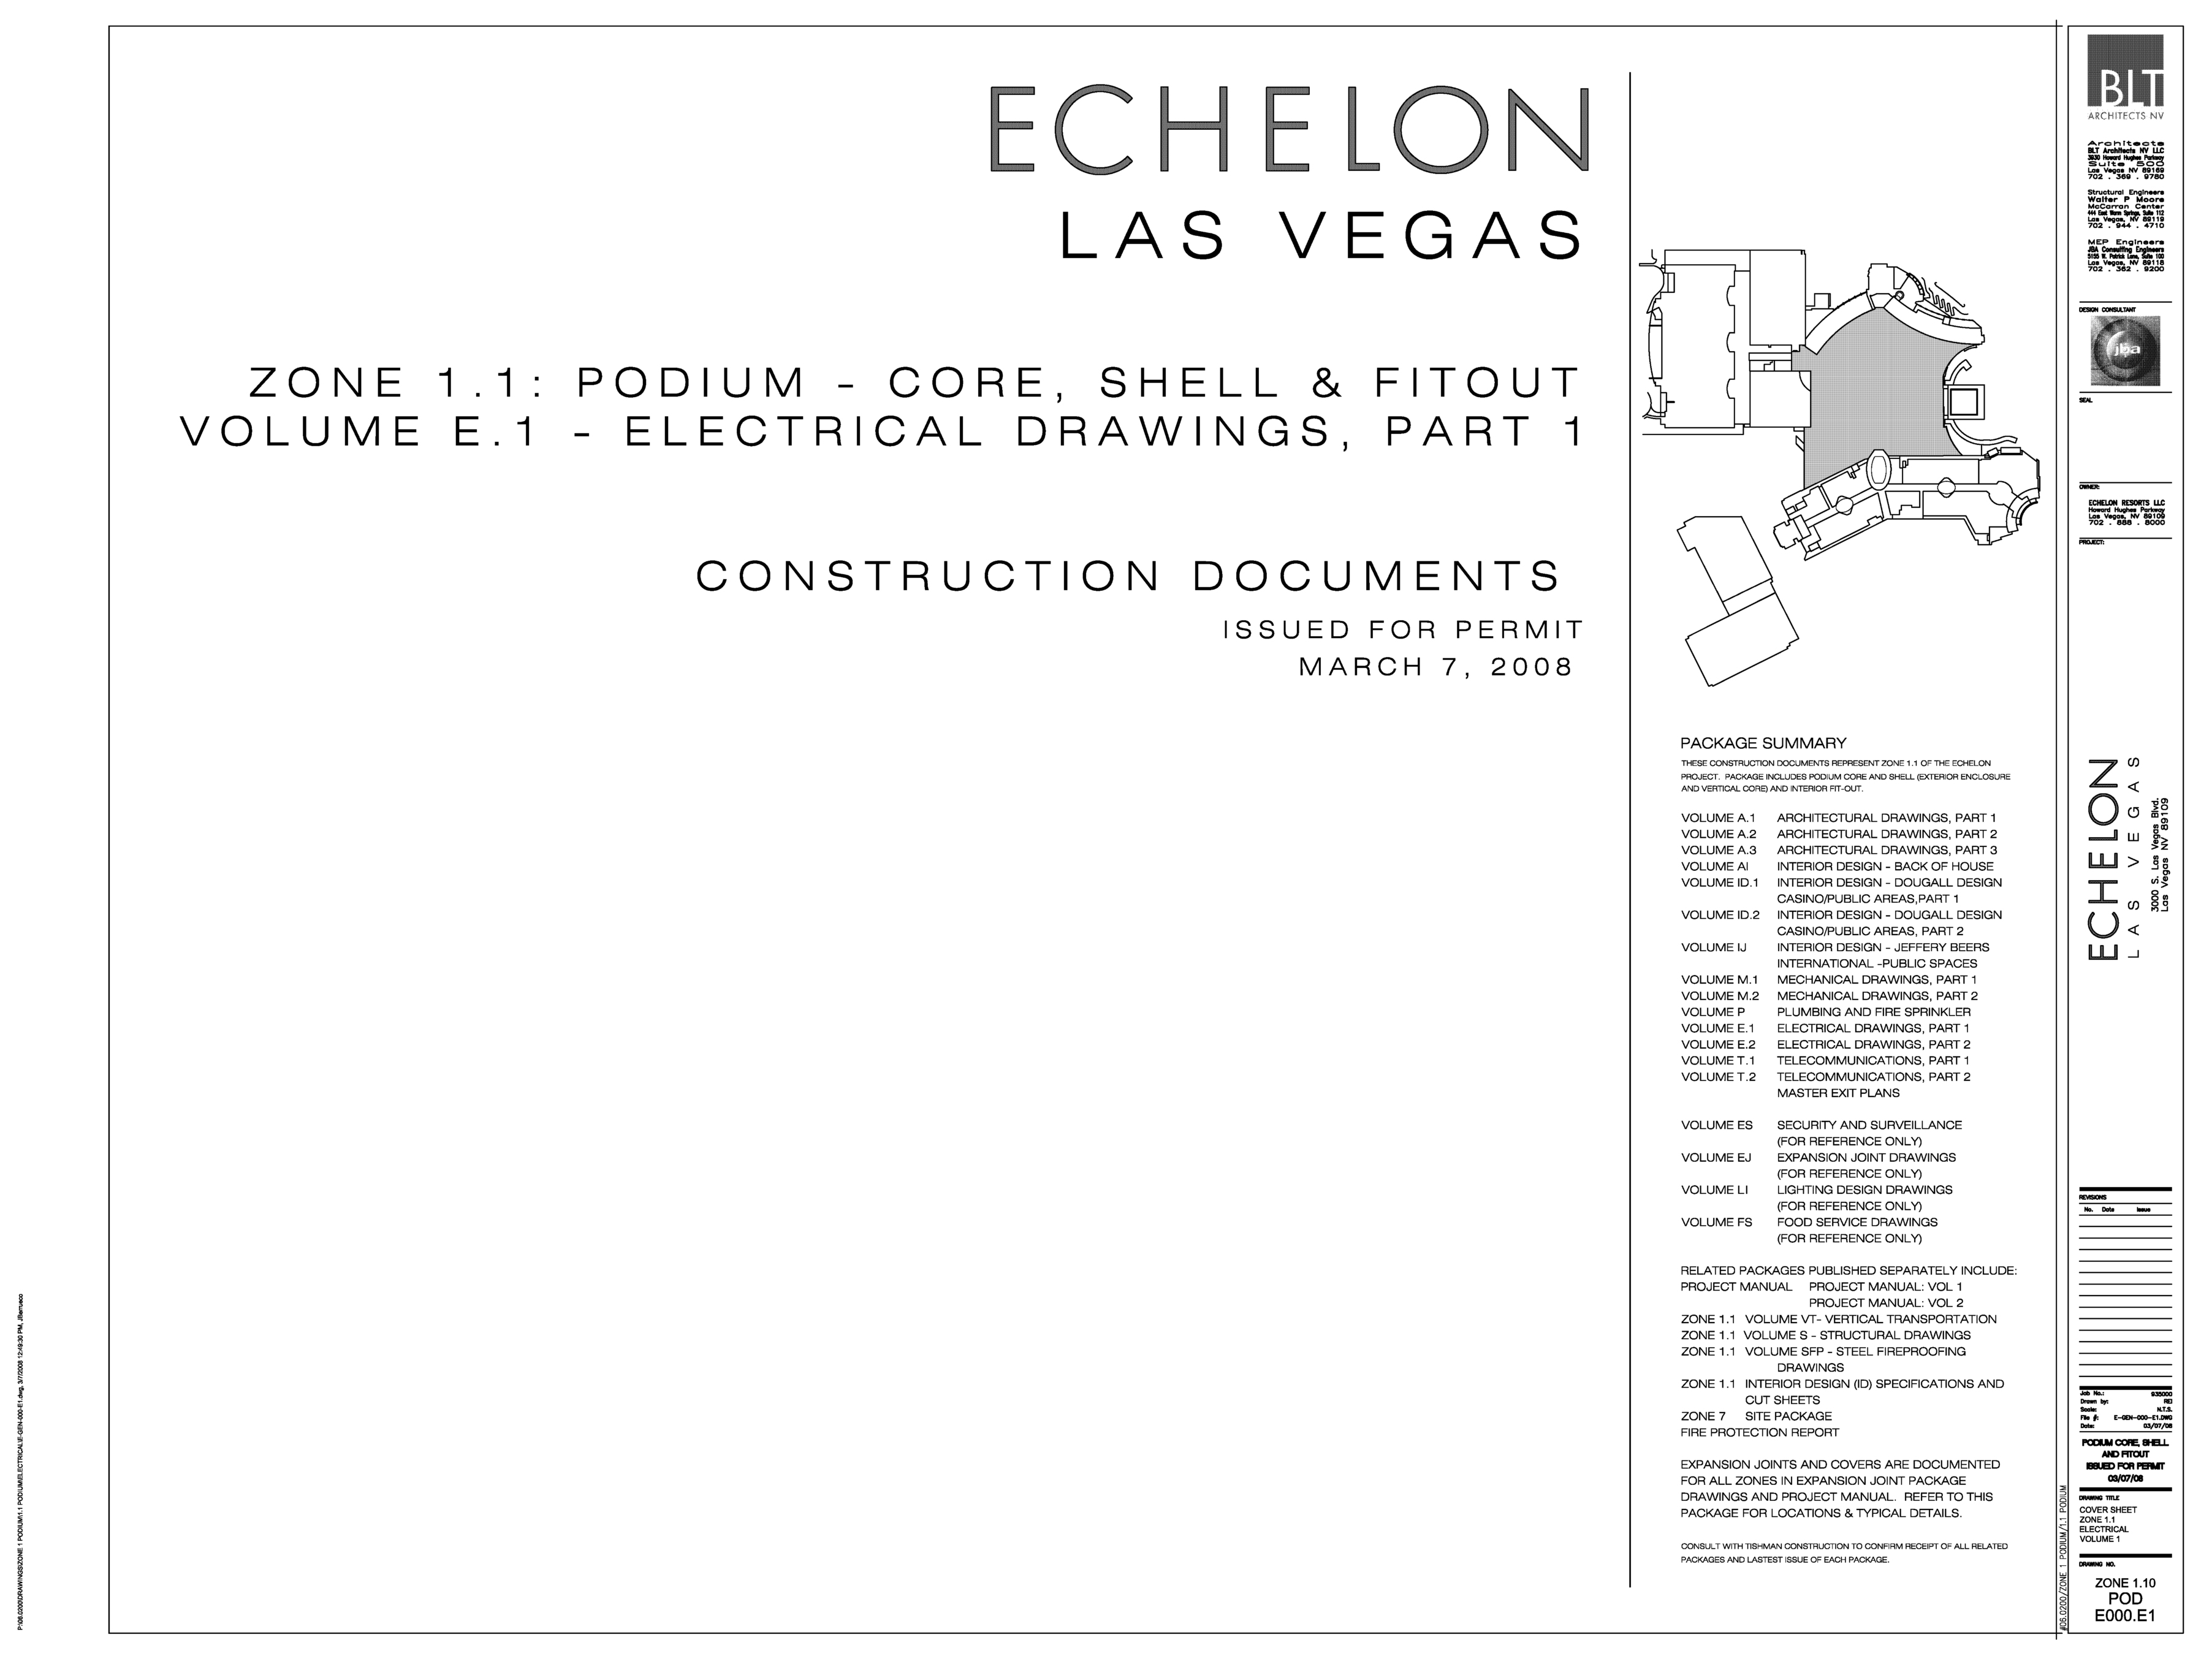 ECHELON
LAS VEGAS
ZONE 1.1: PODIUM - CORE, SHELL & FITOUT
VOLUME E.1 - ELECTRICAL DRAWINGS, PART 1
CONSTRUCTION DOCUMENTS
ISSUED FOR PERMIT
MARCH 7, 2008
PACKAGE SUMMARY
THESE CONSTRUCTION DOCUMENTS REPRESENT ZONE 1.1 OF THE ECHELON
PROJECT. PACKAGE INCLUDES PODIUM CORE AND SHELL (EXTERIOR ENCLOSURE
AND VERTICAL CORE) AND INTERIOR FIT-OUT.
VOLUME A.1 ARCHITECTURAL DRAWINGS, PART 1
VOLUME A.2 ARCHITECTURAL DRAWINGS, PART 2
VOLUME A.3 ARCHITECTURAL DRAWINGS, PART 3
VOLUME AI INTERIOR DESIGN - BACK OF HOUSE
VOLUME ID.1 INTERIOR DESIGN - DOUGALL DESIGN
CASINO/PUBLIC AREAS,PART 1
VOLUME ID.2 INTERIOR DESIGN - DOUGALL DESIGN
CASINO/PUBLIC AREAS, PART 2
VOLUME IJ INTERIOR DESIGN - JEFFERY BEERS
INTERNATIONAL -PUBLIC SPACES
VOLUME M.1 MECHANICAL DRAWINGS, PART 1
VOLUME M.2 MECHANICAL DRAWINGS, PART 2
VOLUME P PLUMBING AND FIRE SPRINKLER
VOLUME E.1 ELECTRICAL DRAWINGS, PART 1
VOLUME E.2 ELECTRICAL DRAWINGS, PART 2
VOLUME T.1 TELECOMMUNICATIONS, PART 1
VOLUME T.2 TELECOMMUNICATIONS, PART 2
MASTER EXIT PLANS
VOLUME ES SECURITY AND SURVEILLANCE
(FOR REFERENCE ONLY)
VOLUME EJ EXPANSION JOINT DRAWINGS
(FOR REFERENCE ONLY)
VOLUME LI LIGHTING DESIGN DRAWINGS
(FOR REFERENCE ONLY)
VOLUME FS FOOD SERVICE DRAWINGS
(FOR REFERENCE ONLY)
RELATED PACKAGES PUBLISHED SEPARATELY INCLUDE:
PROJECT MANUAL PROJECT MANUAL: VOL 1
PROJECT MANUAL: VOL 2
ZONE 1.1 VOLUME VT- VERTICAL TRANSPORTATION
ZONE 1.1 VOLUME S - STRUCTURAL DRAWINGS
ZONE 1.1 VOLUME SFP - STEEL FIREPROOFING
DRAWINGS
ZONE 1.1 INTERIOR DESIGN (ID) SPECIFICATIONS AND
CUT SHEETS
ZONE 7 SITE PACKAGE
FIRE PROTECTION REPORT
EXPANSION JOINTS AND COVERS ARE DOCUMENTED
FOR ALL ZONES IN EXPANSION JOINT PACKAGE
DRAWINGS AND PROJECT MANUAL. REFER TO THIS
PACKAGE FOR LOCATIONS & TYPICAL DETAILS.
CONSULT WITH TISHMAN CONSTRUCTION TO CONFIRM RECEIPT OF ALL RELATED
PACKAGES AND LASTEST ISSUE OF EACH PACKAGE.
BLT
ARCHITECTS NV
Architects
BLT Architects NV LLC
3930 Howard Hughes Parkway
Suite 500
Las Vegas NV 89169
702 . 369 . 9780
Structural Engineers
Walter P Moore
McCarran Center
444 East Warm Springs, Suite 112
Las Vegas, NV 89119
702 . 944 . 4710
MEP Engineers
JBA Consulting Engineers
5155 W. Patrick Lane, Suite 100
Las Vegas, NV 89118
702 . 362 . 9200
DESIGN CONSULTANT
jba
SEAL
OWNER:
ECHELON RESORTS LLC
Howard Hughes Parkway
Las Vegas, NV 89109
702 . 888 . 8000
PROJECT:
ECHELON
LAS VEGAS
3000 S. Las Vegas Blvd.
Las Vegas NV 89109
REVISIONS
No. Date Issue
Job No.: 935000
Drawn by: REI
Scale: N.T.S.
File #: E-GEN-000-E1.DWG
Date: 03/07/08
PODIUM CORE, SHELL
AND FITOUT
ISSUED FOR PERMIT
03/07/08
DRAWING TITLE
COVER SHEET
ZONE 1.1
ELECTRICAL
VOLUME 1
DRAWING NO.
ZONE 1.10
POD
E000.E1
#06.0200/ZONE 1 PODIUM/1.1 PODIUM
P:\06.0200\DRAWINGS\ZONE 1 PODIUM\1.1 PODIUM\ELECTRICAL\E-GEN-000-E1.dwg, 3/7/2008 12:49:30 PM,